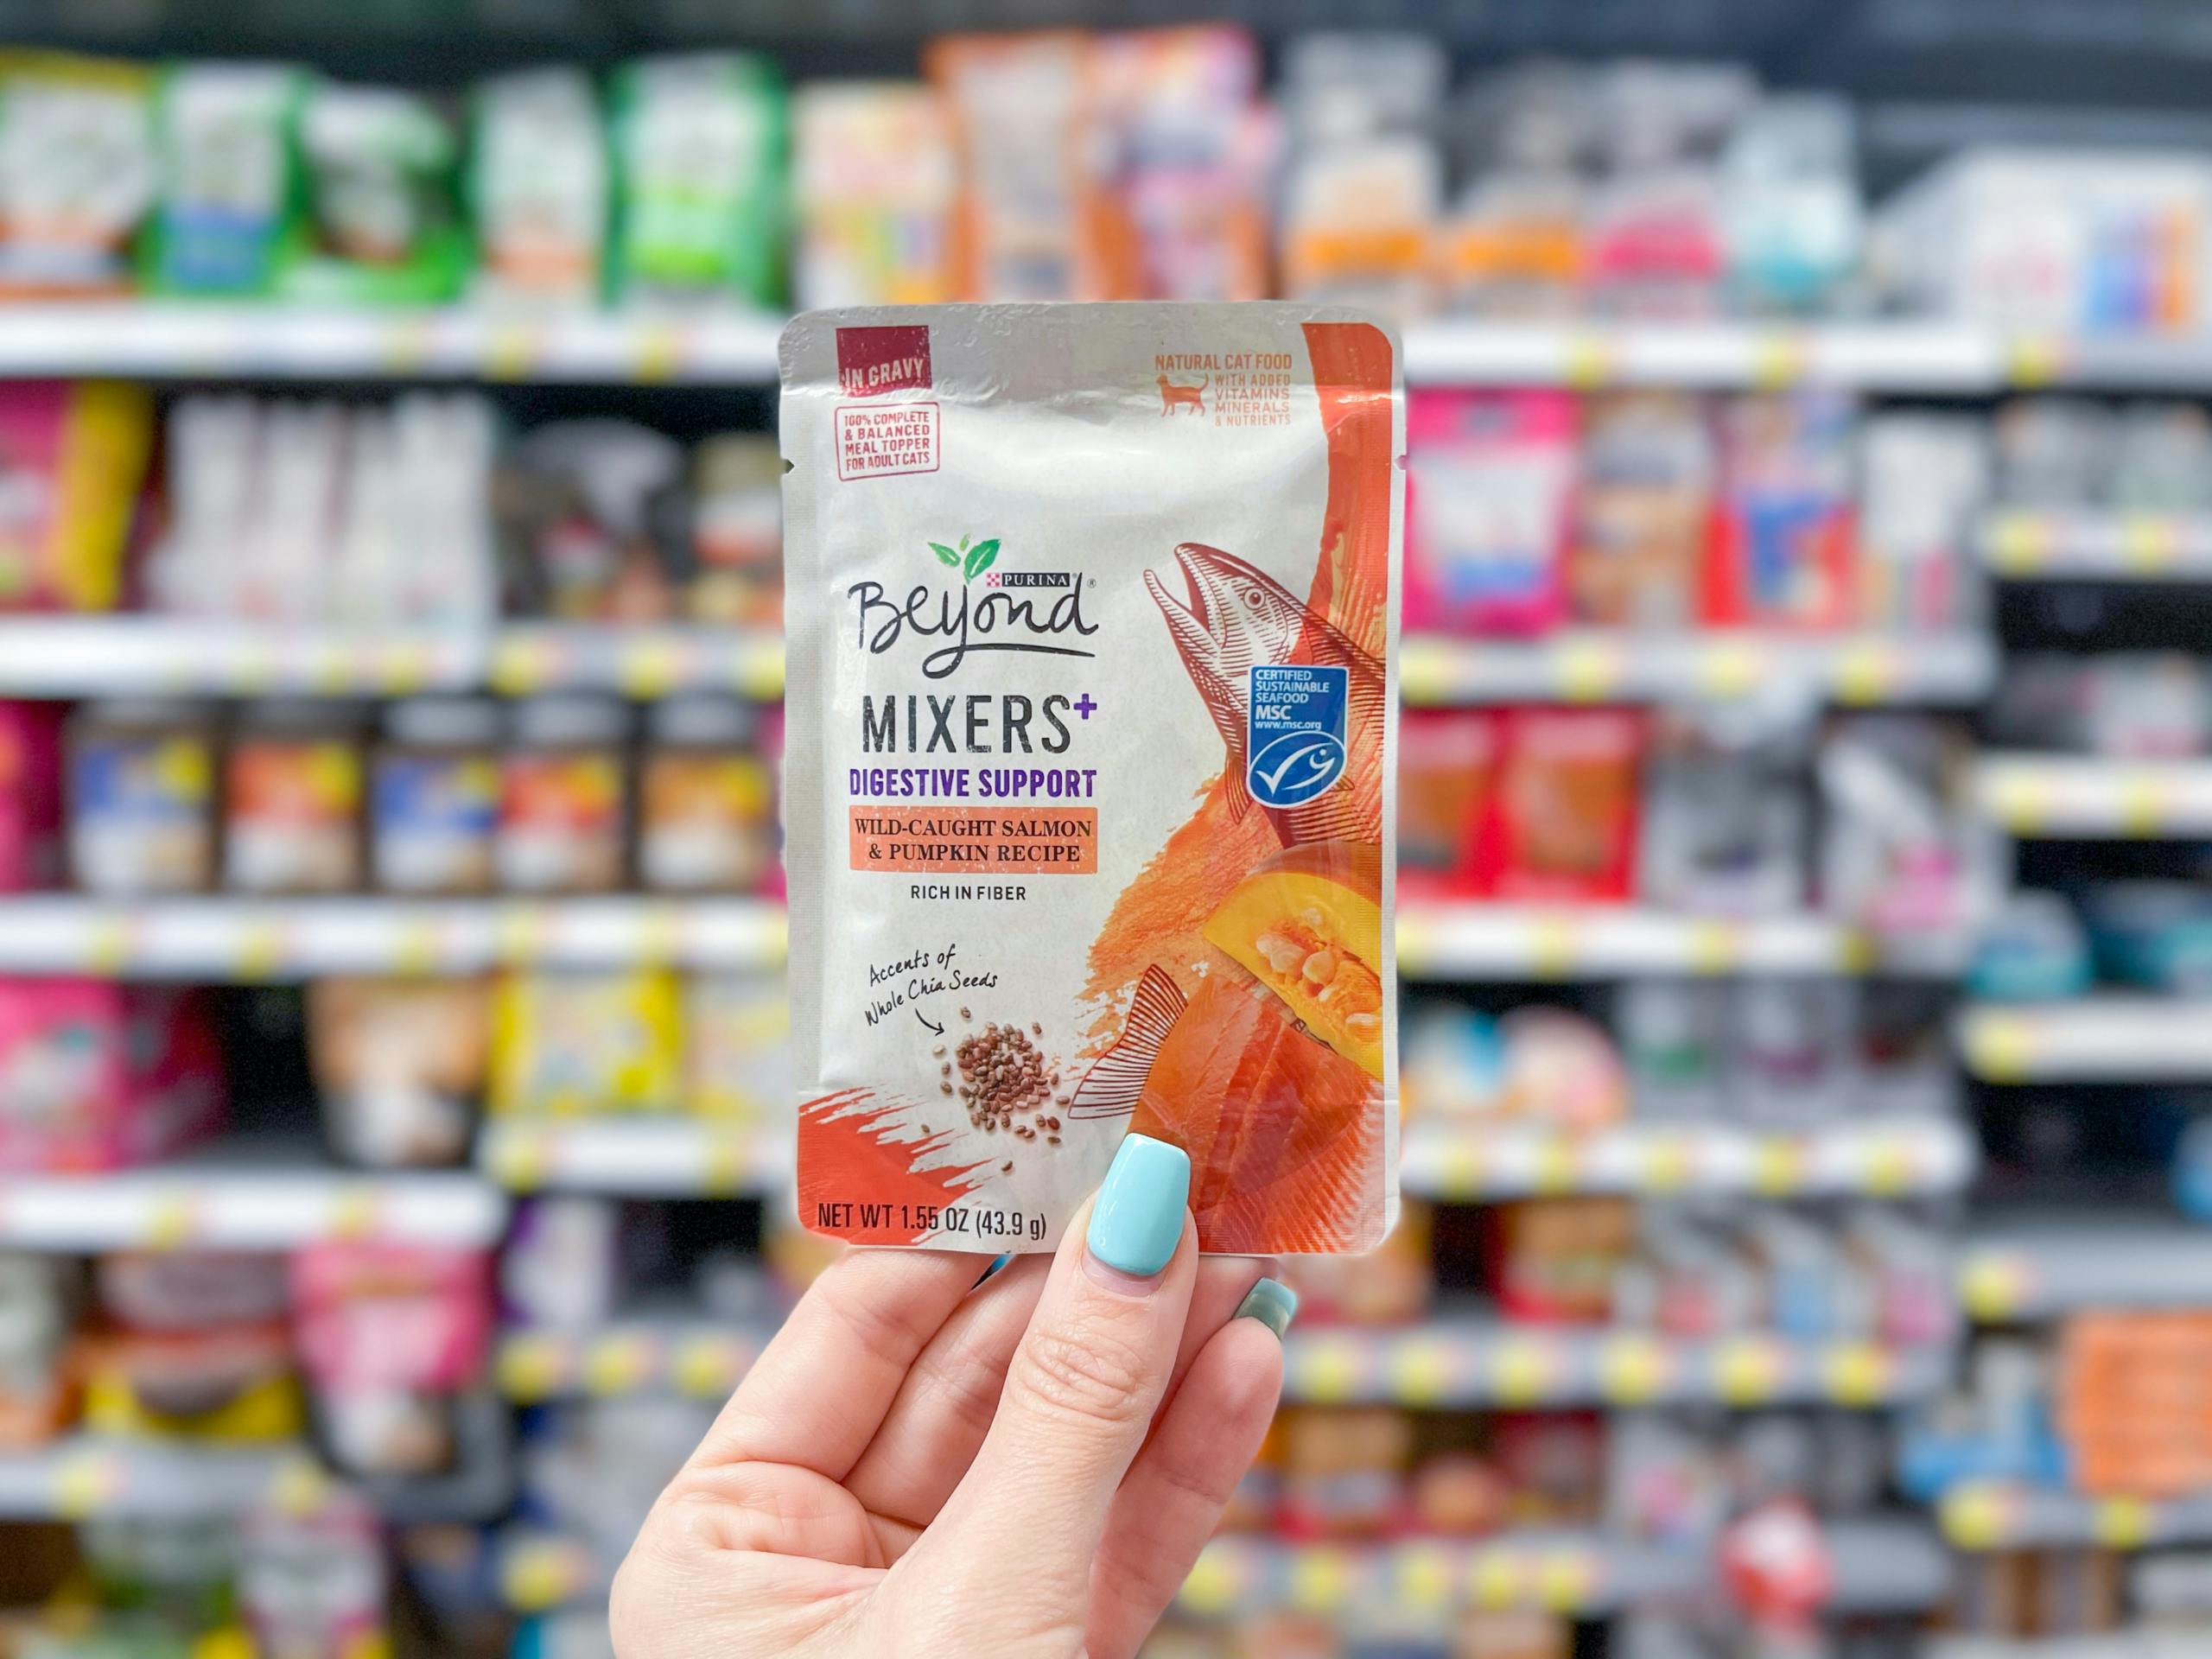 IN GRAVY
100% COMPLETE
& BALANCED
MEAL TOPPER
FOR ADULT CATS
NATURAL CAT FOOD
WITH ADDED
VITAMINS
MINERALS
& NUTRIENTS
PURINA®
Beyond®
MIXERS+
DIGESTIVE SUPPORT
WILD-CAUGHT SALMON
& PUMPKIN RECIPE
RICH IN FIBER
CERTIFIED
SUSTAINABLE
SEAFOOD
MSC
www.msc.org
Accents of
Whole Chia Seeds
NET WT 1.55 OZ (43.9 g)